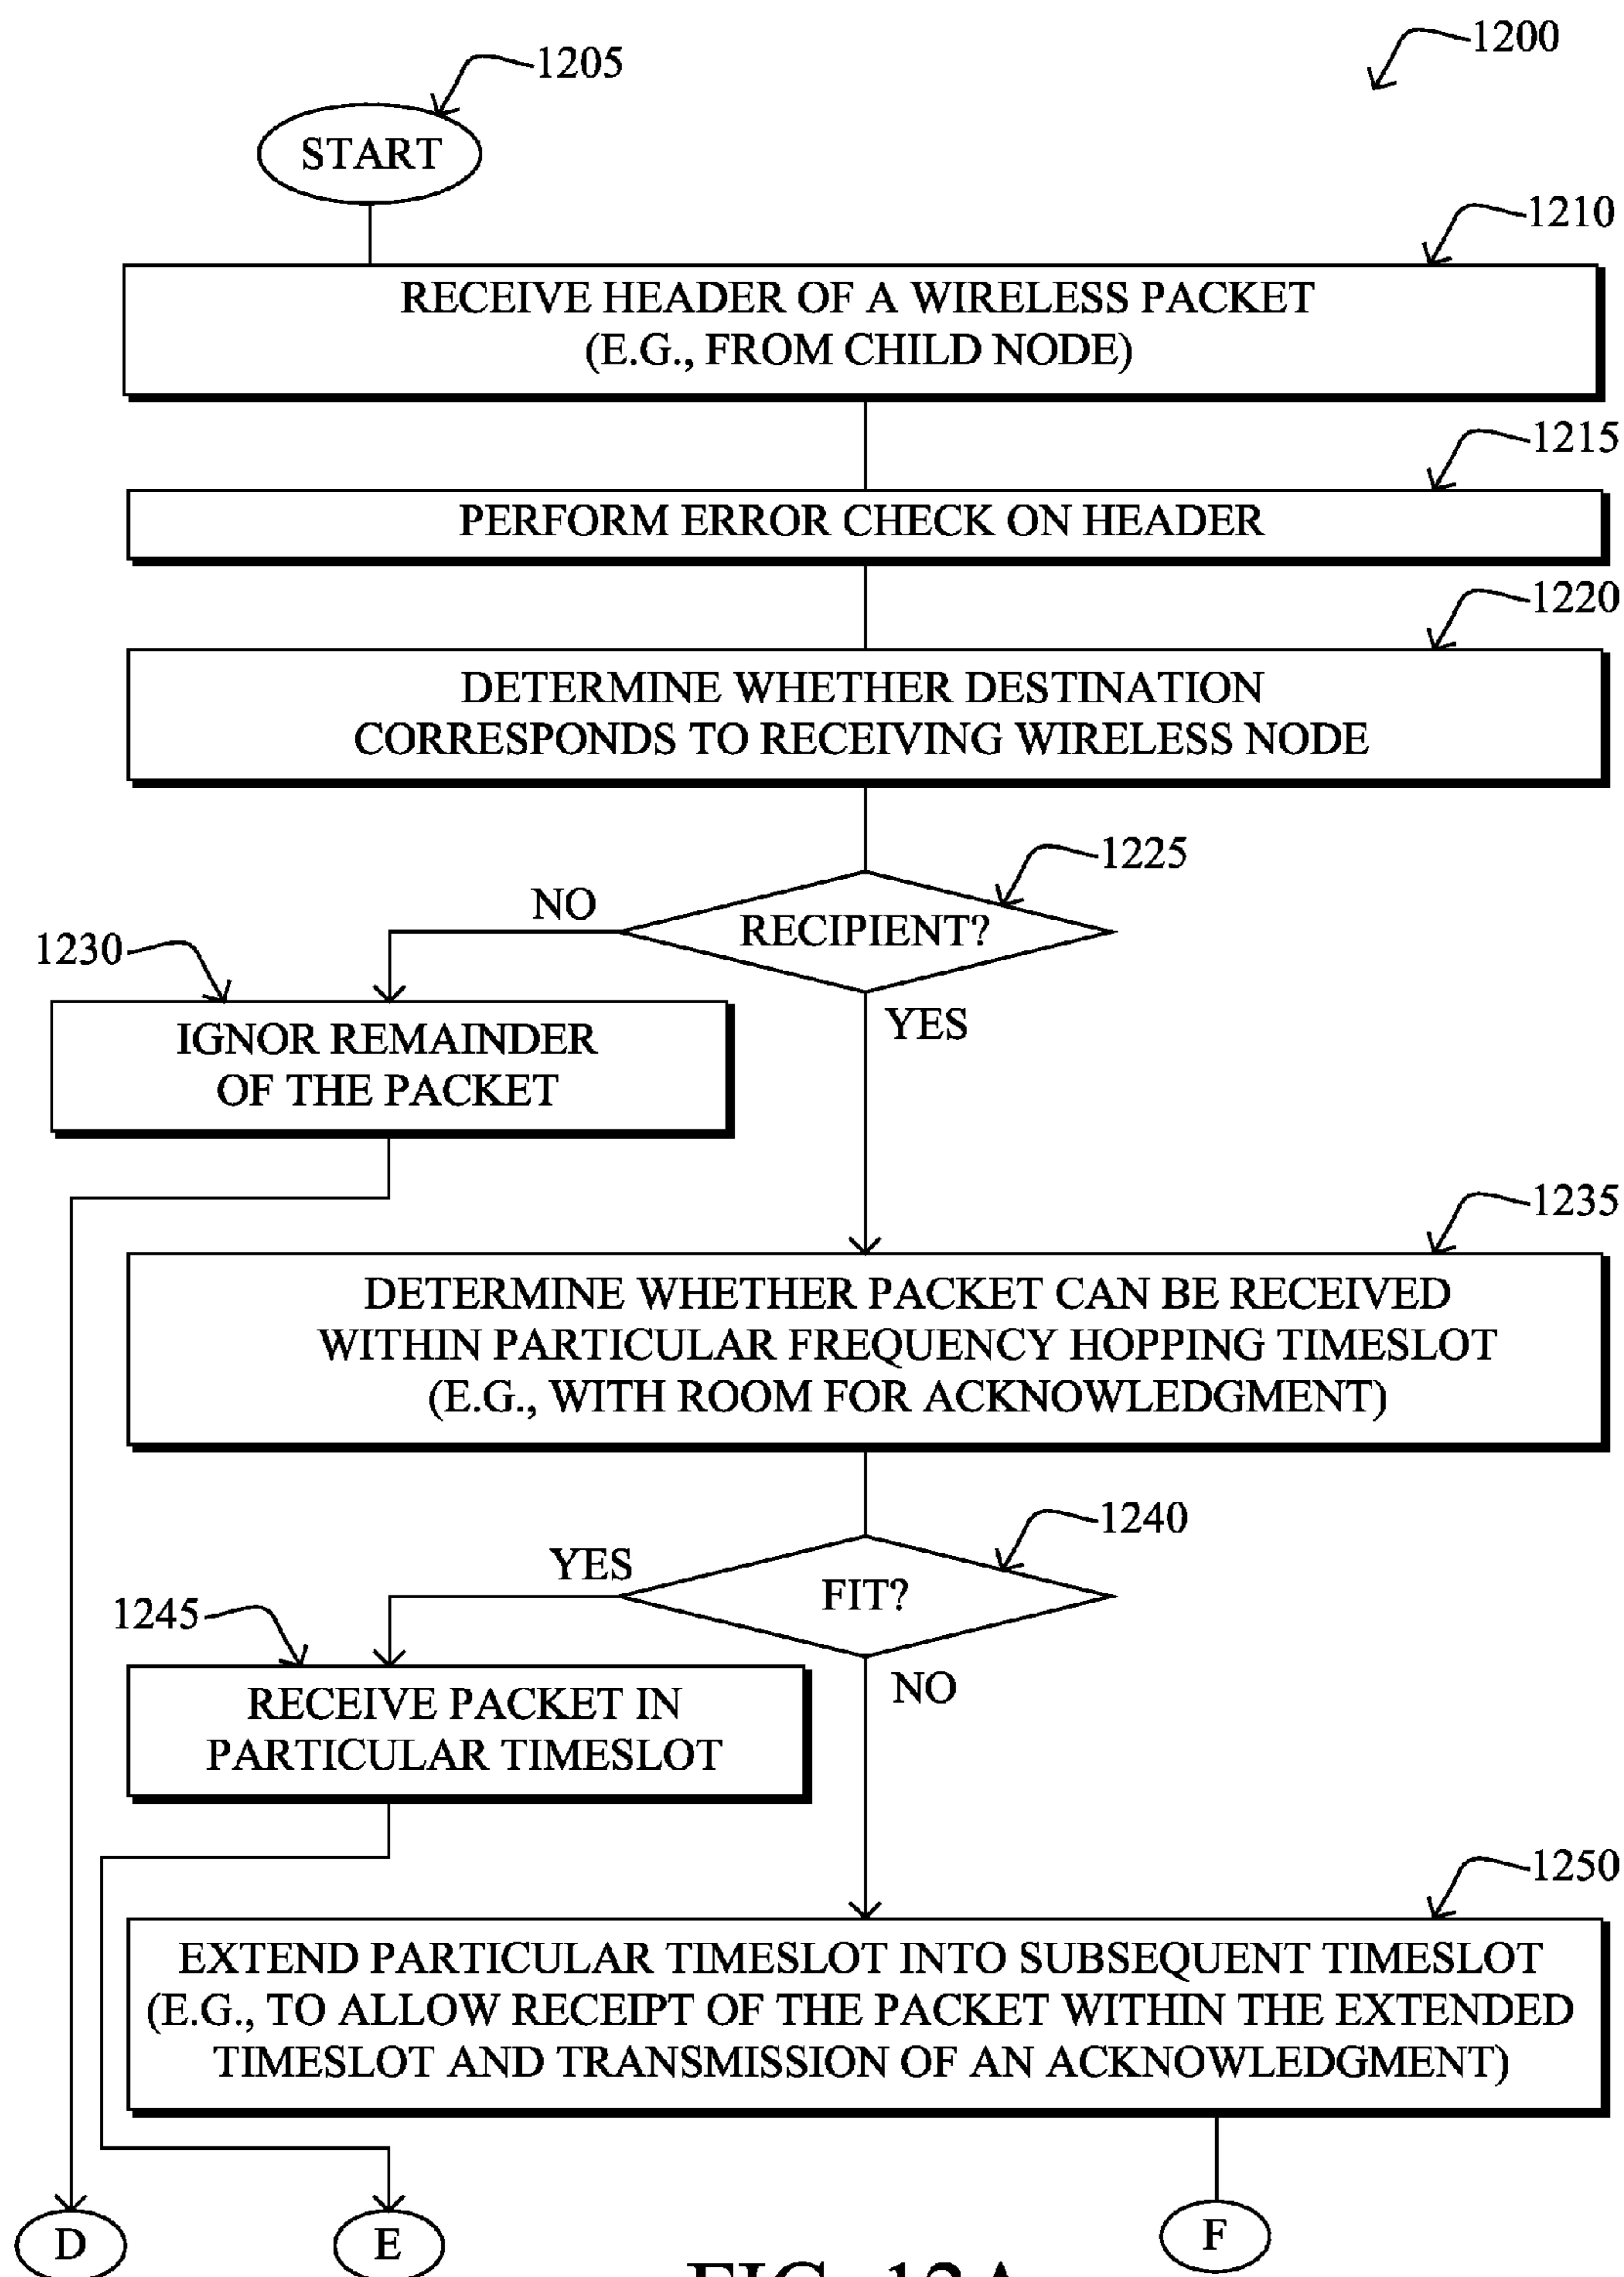 1200
1205
START
1210
RECEIVE HEADER OF A WIRELESS PACKET
(E.G., FROM CHILD NODE)
1215
PERFORM ERROR CHECK ON HEADER
1220
DETERMINE WHETHER DESTINATION
CORRESPONDS TO RECEIVING WIRELESS NODE
1225
NO
RECIPIENT?
1230
YES
IGNOR REMAINDER
OF THE PACKET
1235
DETERMINE WHETHER PACKET CAN BE RECEIVED
WITHIN PARTICULAR FREQUENCY HOPPING TIMESLOT
(E.G., WITH ROOM FOR ACKNOWLEDGMENT)
1240
YES
FIT?
1245
NO
RECEIVE PACKET IN
PARTICULAR TIMESLOT
1250
EXTEND PARTICULAR TIMESLOT INTO SUBSEQUENT TIMESLOT
(E.G., TO ALLOW RECEIPT OF THE PACKET WITHIN THE EXTENDED
TIMESLOT AND TRANSMISSION OF AN ACKNOWLEDGMENT)
D
E
F
FIG. 12A